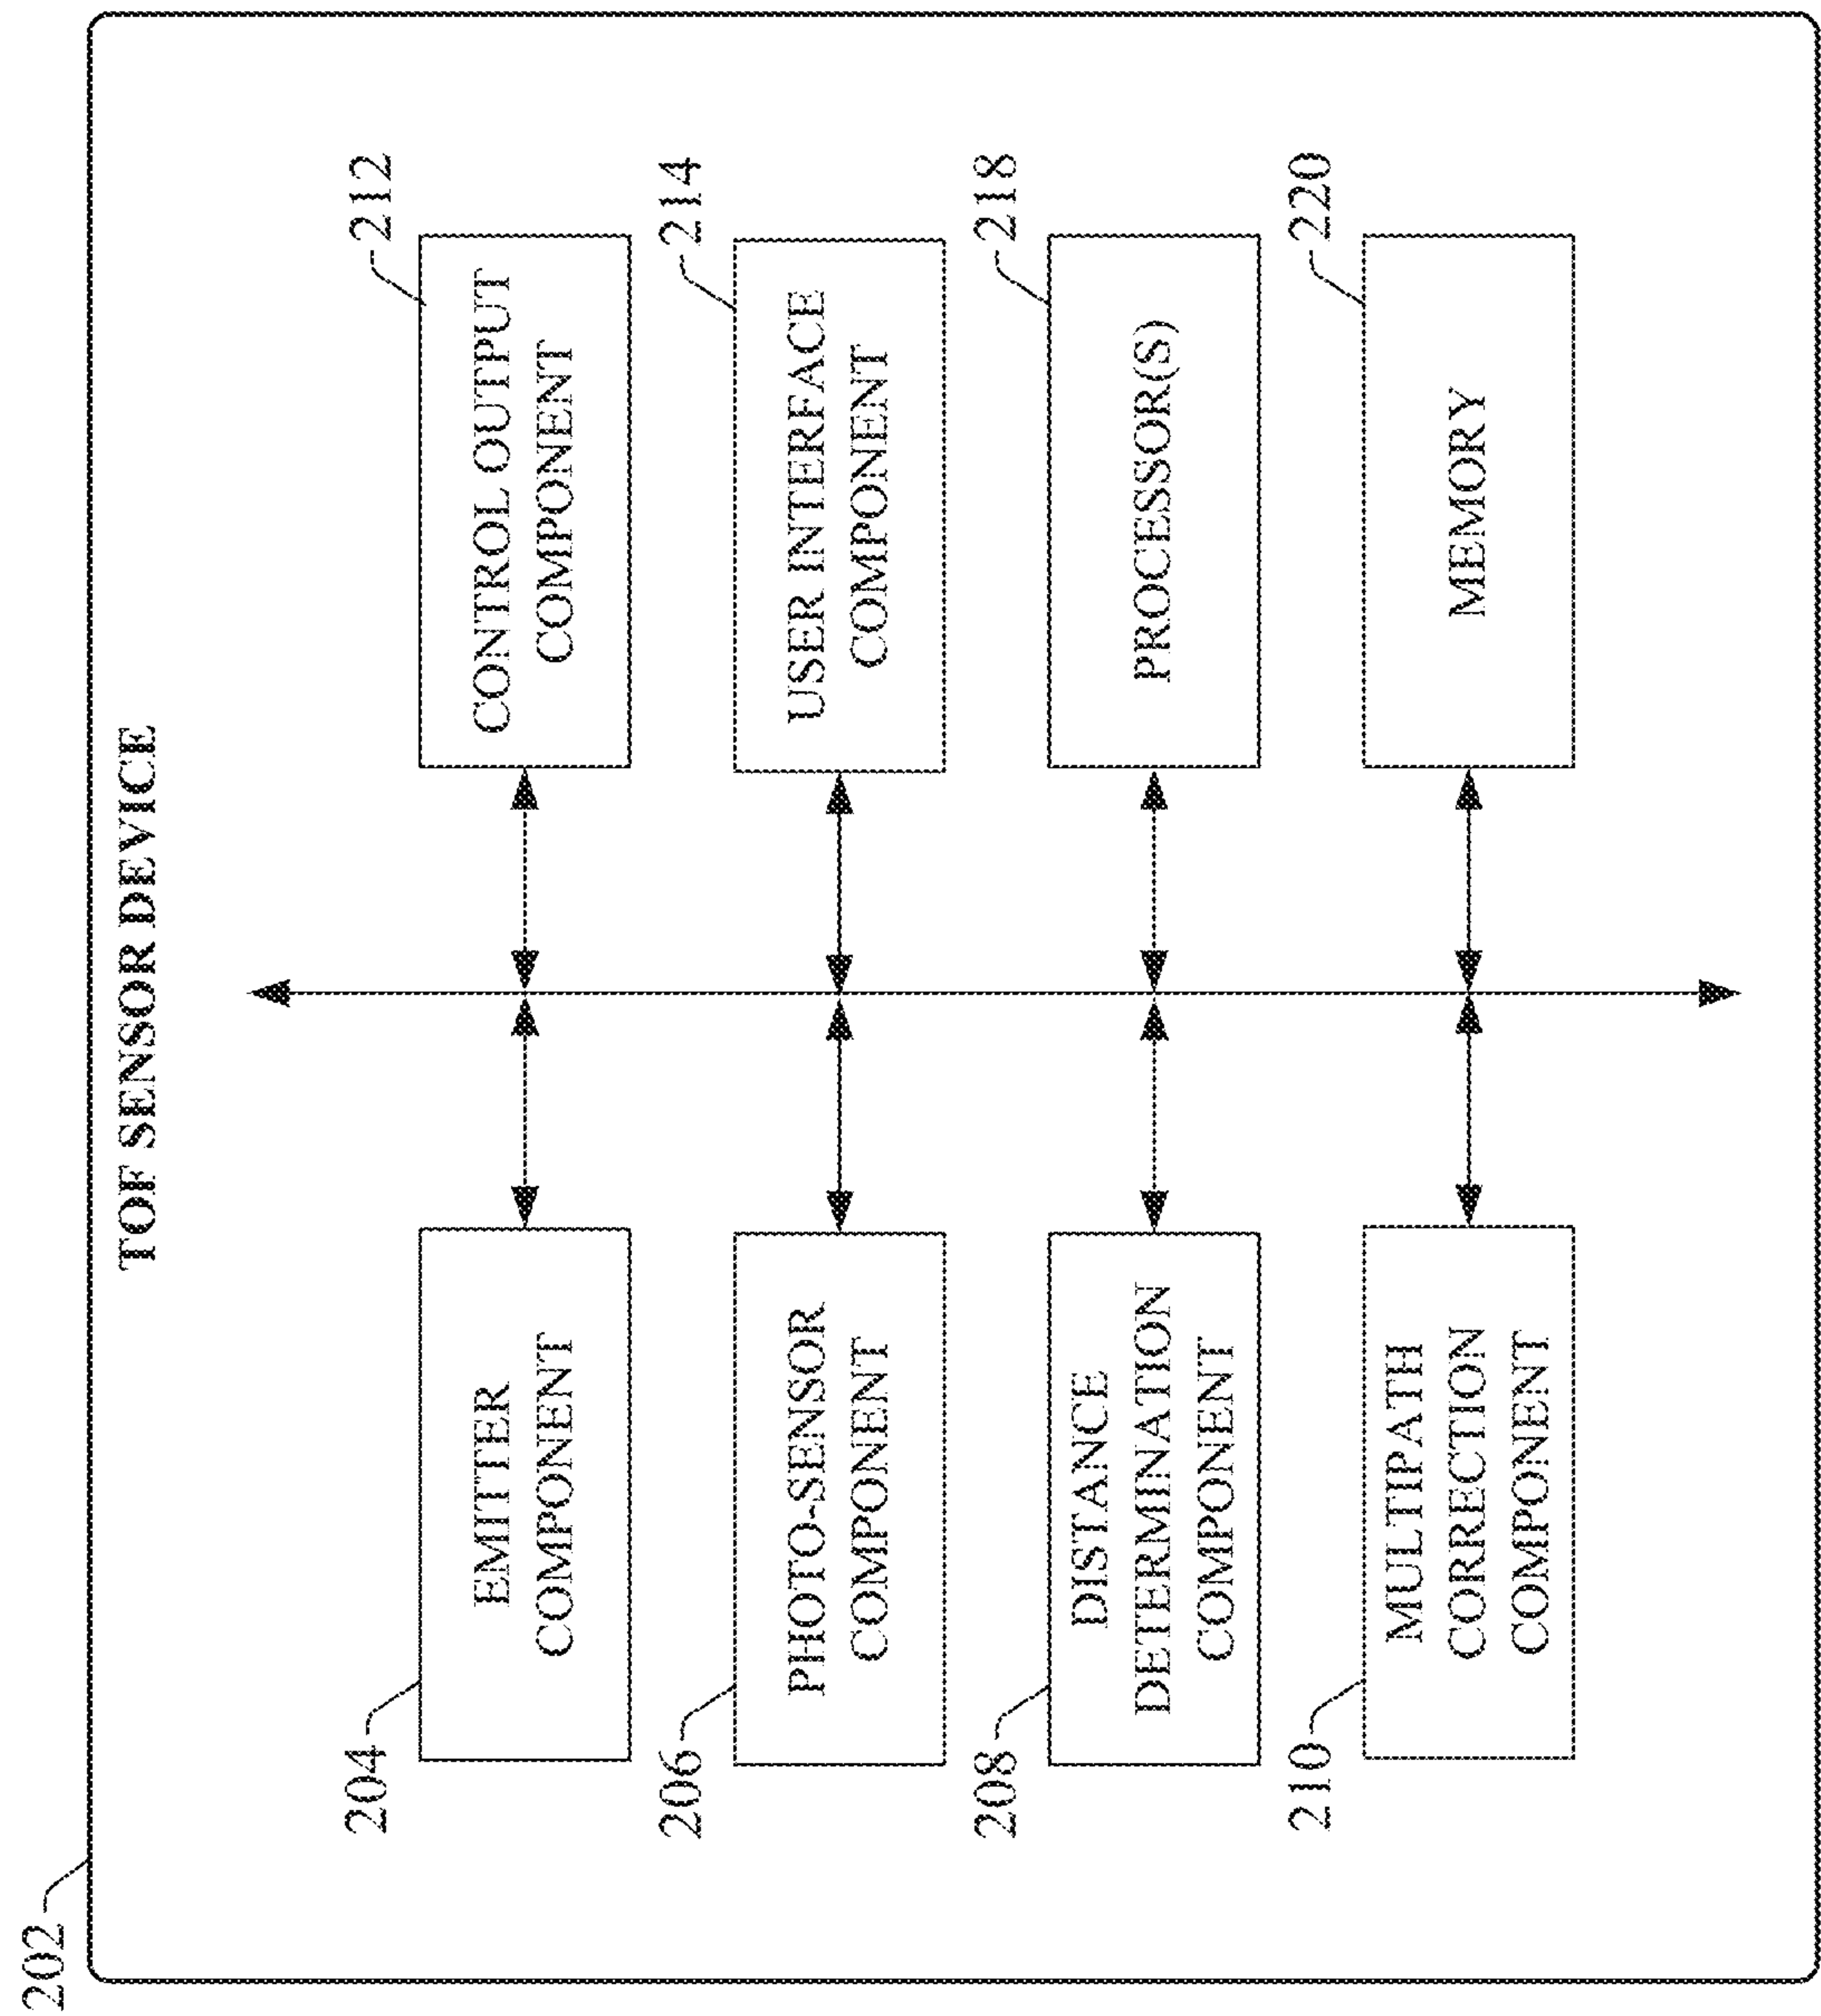 202
TOF SENSOR DEVICE
204
EMITTER
COMPONENT
206
PHOTO-SENSOR
COMPONENT
208
DISTANCE
DETERMINATION
COMPONENT
210
MULTIPATH
CORRECTION
COMPONENT
212
CONTROL OUTPUT
COMPONENT
214
USER INTERFACE
COMPONENT
218
PROCESSOR(S)
220
MEMORY